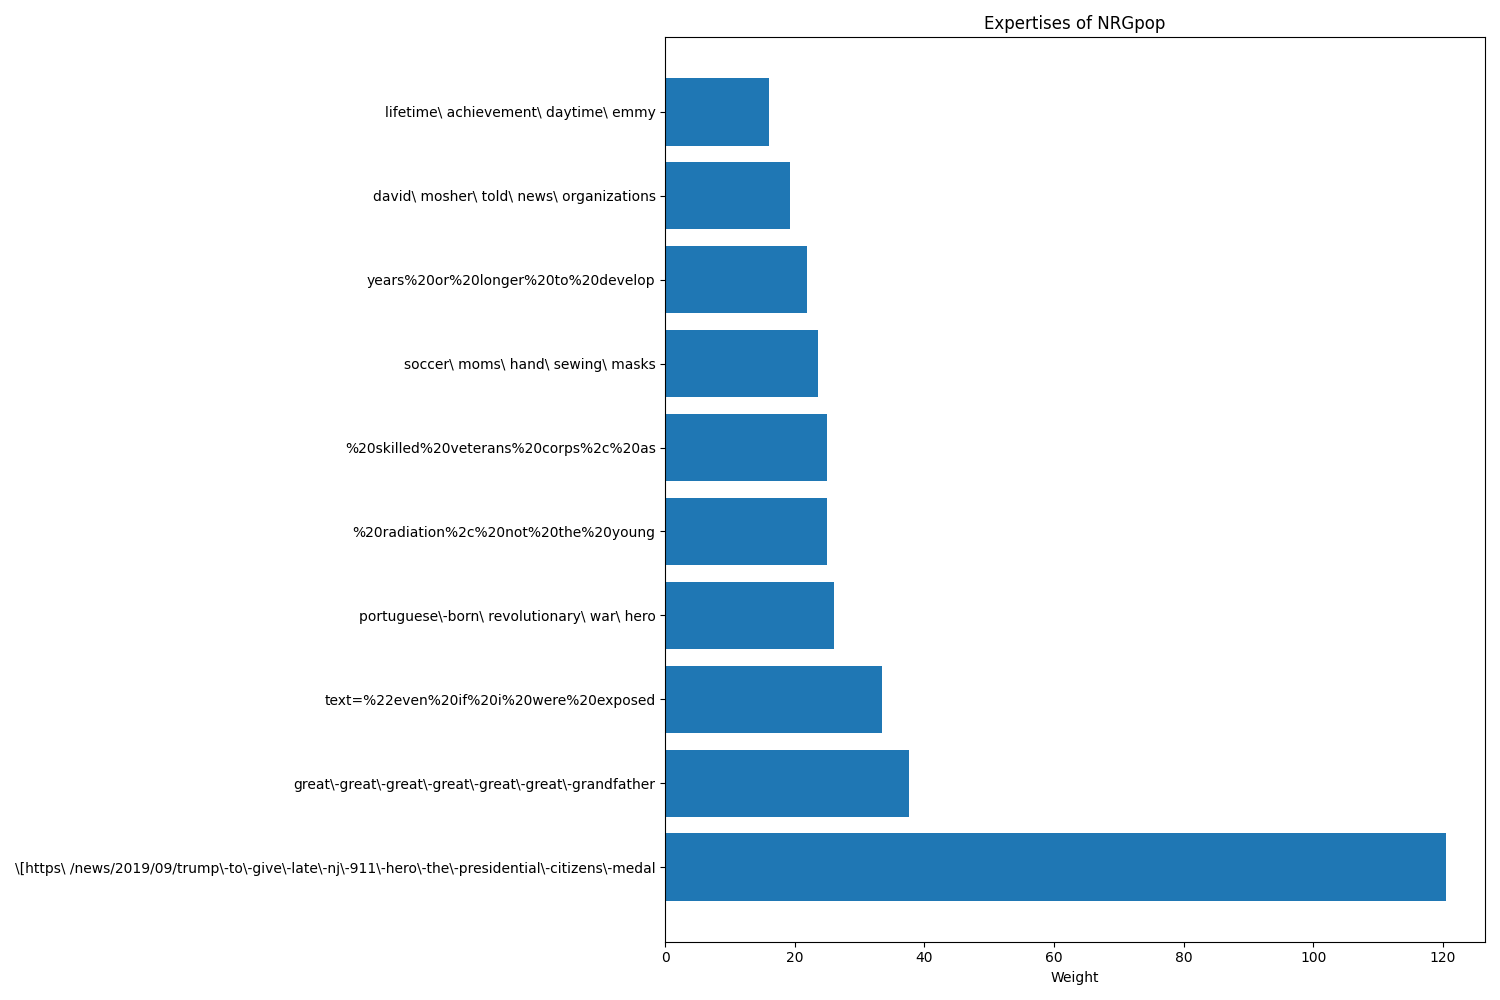 Expertises of NRGpop
lifetime\ achievement\ daytime\ emmy
david\ mosher\ told\ news\ organizations
years%20or%20longer%20to%20develop
soccer\ moms\ hand\ sewing\ masks
%20skilled%20veterans%20corps%2c%20as
%20radiation%2c%20not%20the%20young
portuguese\-born\ revolutionary\ war\ hero
text=%22even%20if%20i%20were%20exposed
great\-great\-great\-great\-great\-great\-grandfather
\[https\ /news/2019/09/trump\-to\-give\-late\-nj\-911\-hero\-the\-presidential\-citizens\-medal
0 20 40 60 80 100 120
Weight